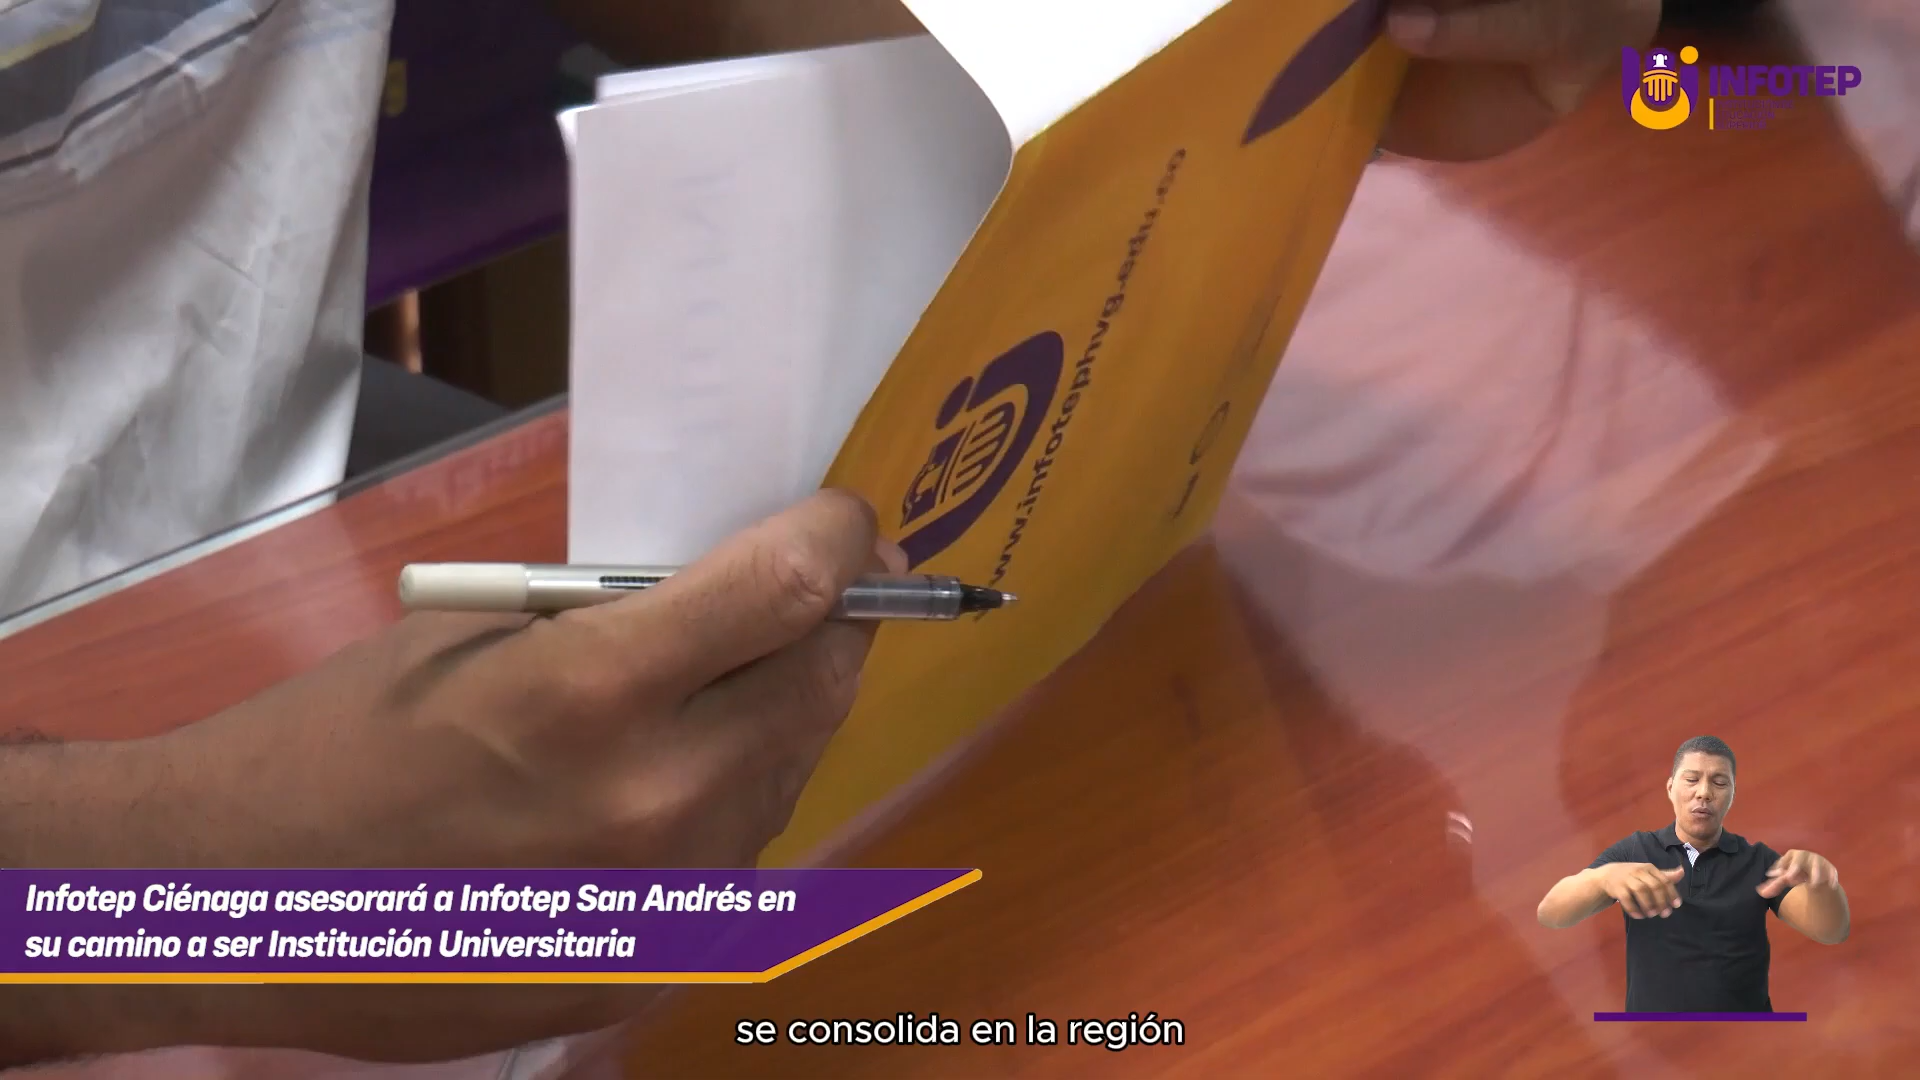 INFOTEP
www.infotephvg.edu.co
Infotep Ciénaga asesorará a Infotep San Andrés en
su camino a ser Institución Universitaria
se consolida en la región